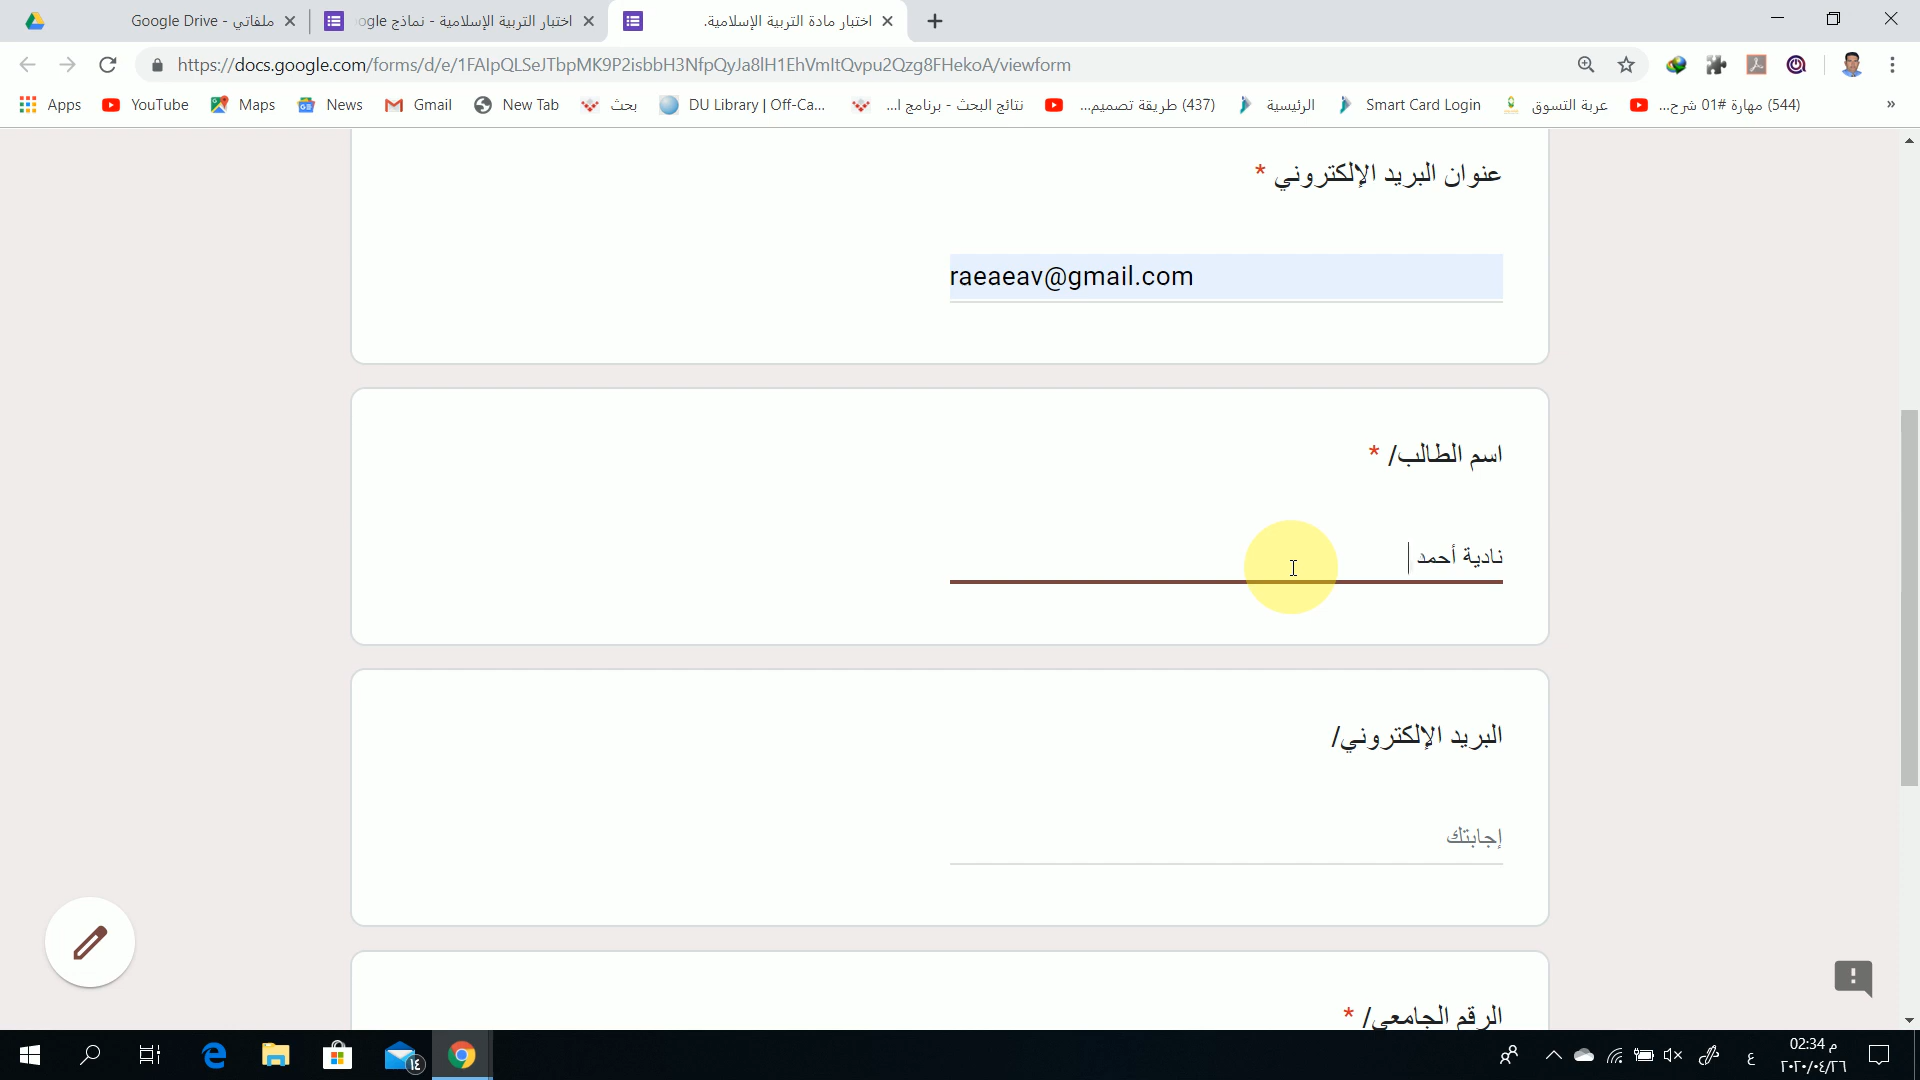 ملفاتي - Google Drive
اختبار التربية الإسلامية - نماذج ogle
اختبار مادة التربية الإسلامية.
https://docs.google.com/forms/d/e/1FAIpQLSeJTbpMK9P2isbbH3NfpQyJa8lH1EhVmItQvpu2Qzg8FHekoA/viewform
Apps YouTube Maps News Gmail New Tab بحث DU Library | Off-Ca... نتائج البحث - برنامج ا... (437) طريقة تصميم... الرئيسية Smart Card Login عربة التسوق (544) مهارة #01 شرح... »
عنوان البريد الإلكتروني *
raeaeav@gmail.com
اسم الطالب/ *
نادية أحمد
البريد الإلكتروني/
إجابتك
الرقم الجامعي/ *
١٤
ع
02:34 م
٢٠٢٠/٠٤/٢٦